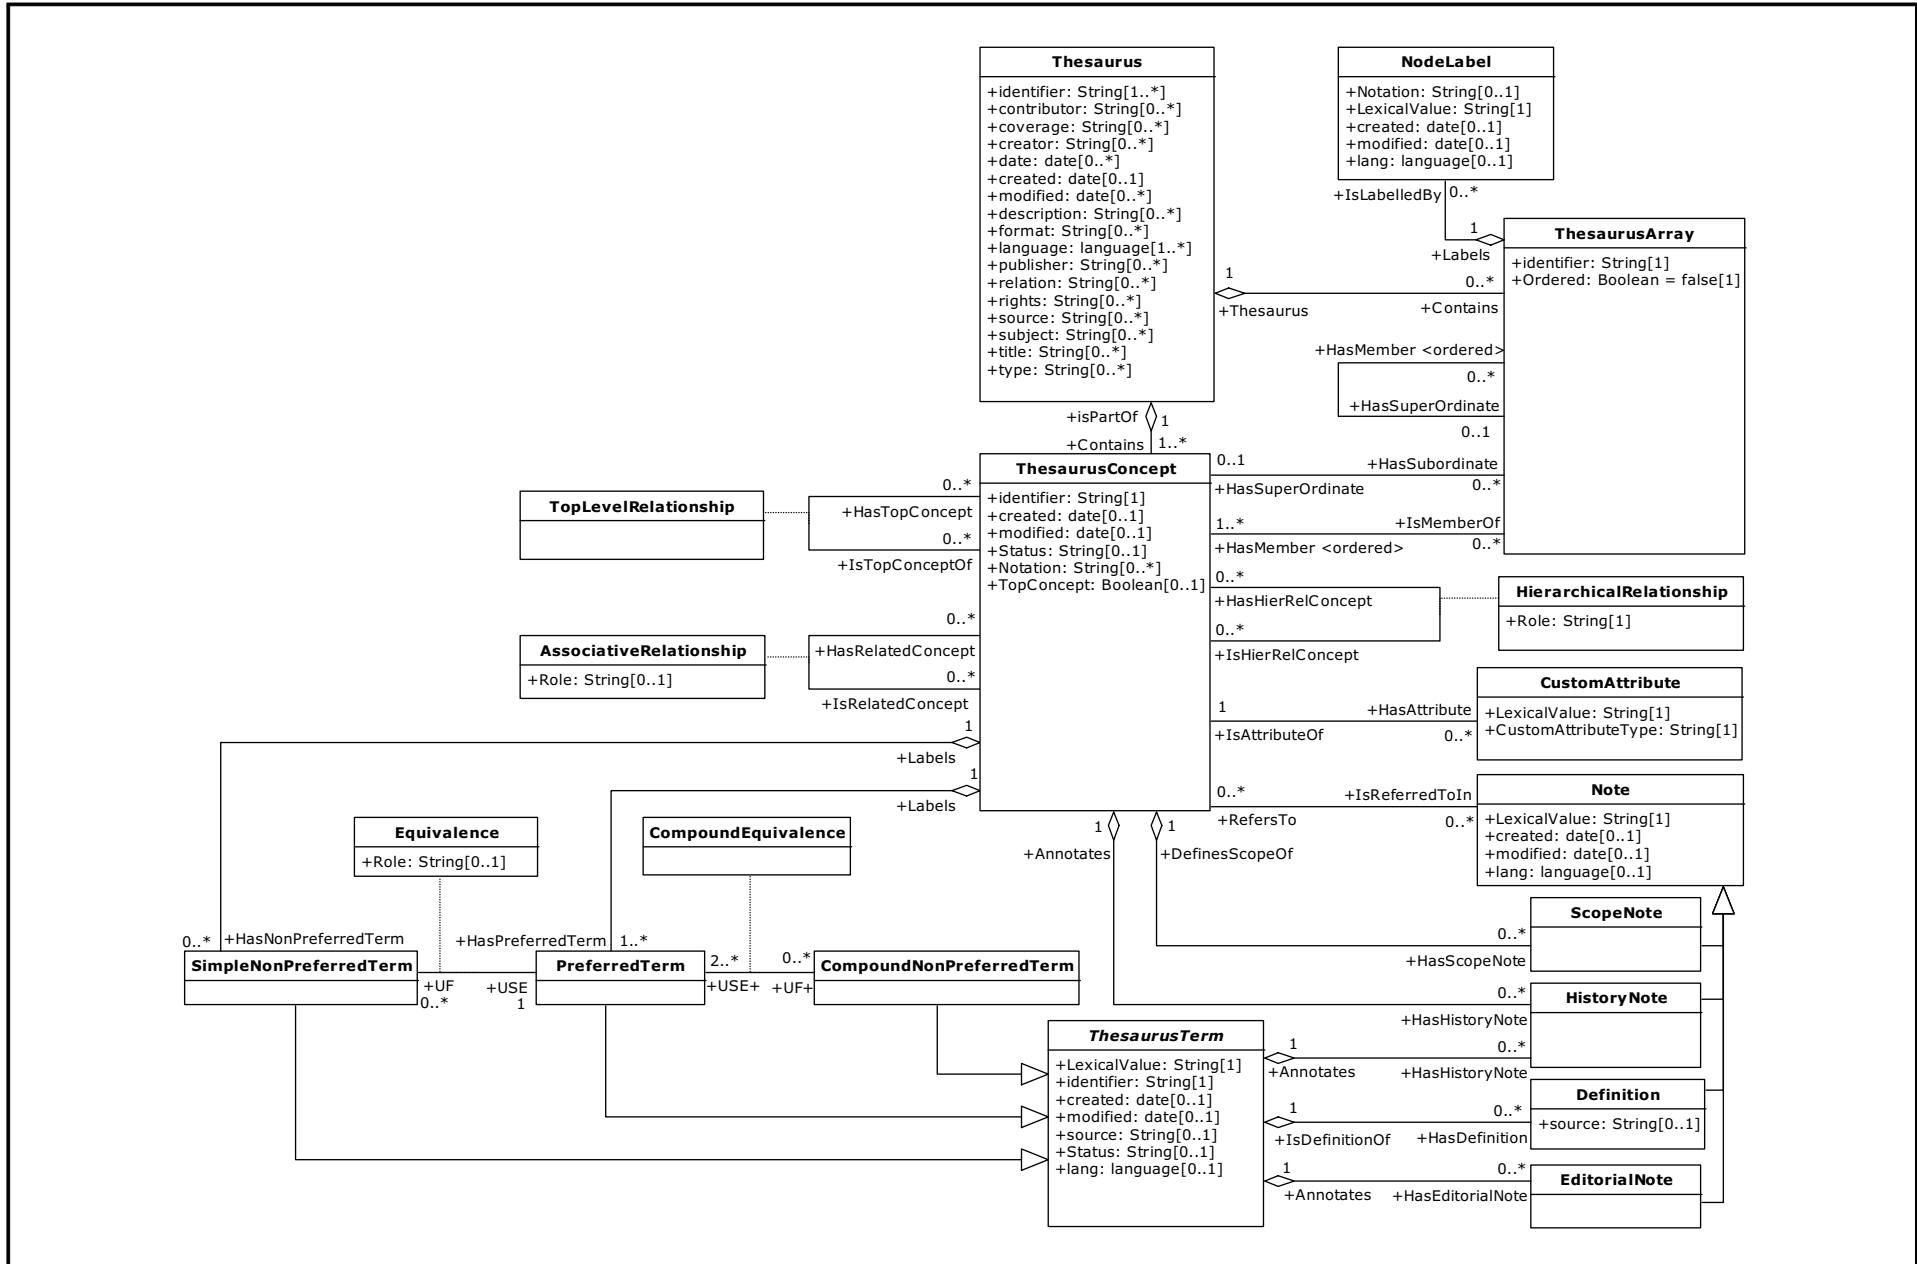 Thesaurus
+identifier: String[1..*]
+contributor: String[0..*]
+coverage: String[0..*]
+creator: String[0..*]
+date: date[0..*]
+created: date[0..1]
+modified: date[0..*]
+description: String[0..*]
+format: String[0..*]
+language: language[1..*]
+publisher: String[0..*]
+relation: String[0..*]
+rights: String[0..*]
+source: String[0..*]
+subject: String[0..*]
+title: String[0..*]
+type: String[0..*]
NodeLabel
+Notation: String[0..1]
+LexicalValue: String[1]
+created: date[0..1]
+modified: date[0..1]
+lang: language[0..1]
+IsLabelledBy
0..*
1
+Labels
ThesaurusArray
+identifier: String[1]
+Ordered: Boolean = false[1]
1
0..*
+Thesaurus
+Contains
+HasMember <ordered>
0..*
+HasSuperOrdinate
0..1
+isPartOf
1
+Contains
1..*
ThesaurusConcept
+identifier: String[1]
+created: date[0..1]
+modified: date[0..1]
+Status: String[0..1]
+Notation: String[0..*]
+TopConcept: Boolean[0..1]
0..1
+HasSubordinate
+HasSuperOrdinate
0..*
1..*
+IsMemberOf
+HasMember <ordered>
0..*
TopLevelRelationship
0..*
+HasTopConcept
0..*
+IsTopConceptOf
0..*
+HasHierRelConcept
0..*
+IsHierRelConcept
HierarchicalRelationship
+Role: String[1]
AssociativeRelationship
+Role: String[0..1]
0..*
+HasRelatedConcept
0..*
+IsRelatedConcept
1
+HasAttribute
+IsAttributeOf
0..*
CustomAttribute
+LexicalValue: String[1]
+CustomAttributeType: String[1]
1
+Labels
1
+Labels
0..*
+IsReferredToIn
+RefersTo
0..*
Note
+LexicalValue: String[1]
+created: date[0..1]
+modified: date[0..1]
+lang: language[0..1]
1
+Annotates
1
+DefinesScopeOf
Equivalence
+Role: String[0..1]
CompoundEquivalence
0..*
+HasNonPreferredTerm
+HasPreferredTerm
1..*
SimpleNonPreferredTerm
+UF
0..*
+USE
1
PreferredTerm
2..*
+USE+
0..*
+UF+
CompoundNonPreferredTerm
ScopeNote
0..*
+HasScopeNote
HistoryNote
0..*
+HasHistoryNote
ThesaurusTerm
+LexicalValue: String[1]
+identifier: String[1]
+created: date[0..1]
+modified: date[0..1]
+source: String[0..1]
+Status: String[0..1]
+lang: language[0..1]
1
0..*
+Annotates
+HasHistoryNote
1
0..*
+IsDefinitionOf
+HasDefinition
Definition
+source: String[0..1]
1
0..*
+Annotates
+HasEditorialNote
EditorialNote